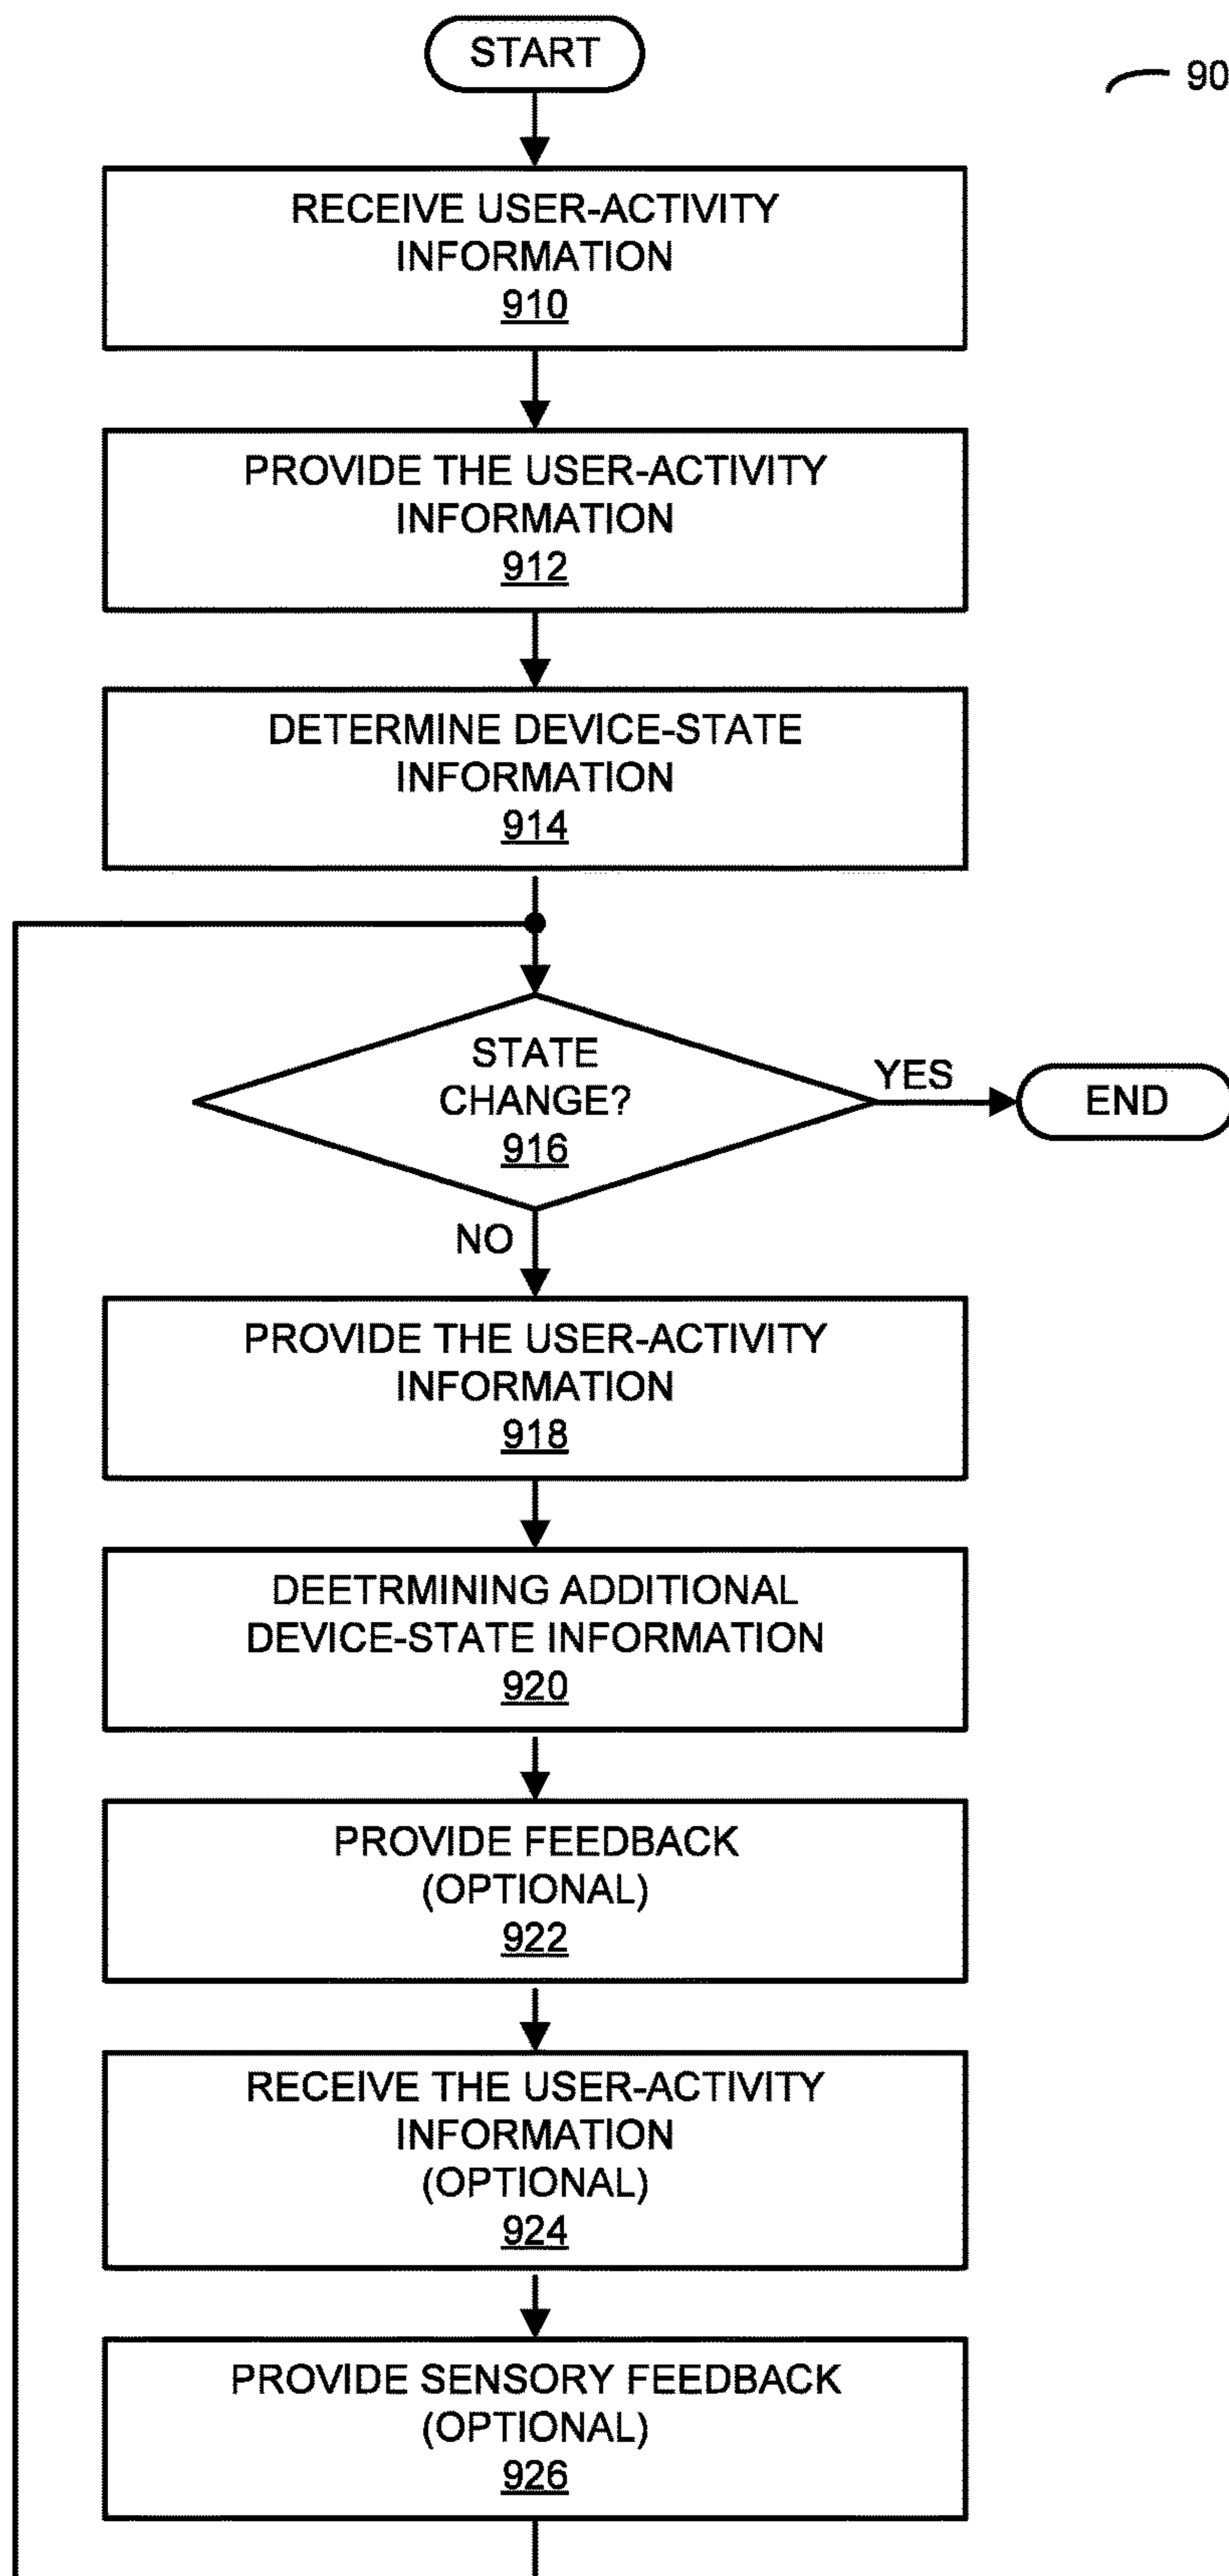 START
90
RECEIVE USER-ACTIVITY
INFORMATION
910
PROVIDE THE USER-ACTIVITY
INFORMATION
912
DETERMINE DEVICE-STATE
INFORMATION
914
STATE
CHANGE?
916
YES
END
NO
PROVIDE THE USER-ACTIVITY
INFORMATION
918
DEETRMINING ADDITIONAL
DEVICE-STATE INFORMATION
920
PROVIDE FEEDBACK
(OPTIONAL)
922
RECEIVE THE USER-ACTIVITY
INFORMATION
(OPTIONAL)
924
PROVIDE SENSORY FEEDBACK
(OPTIONAL)
926